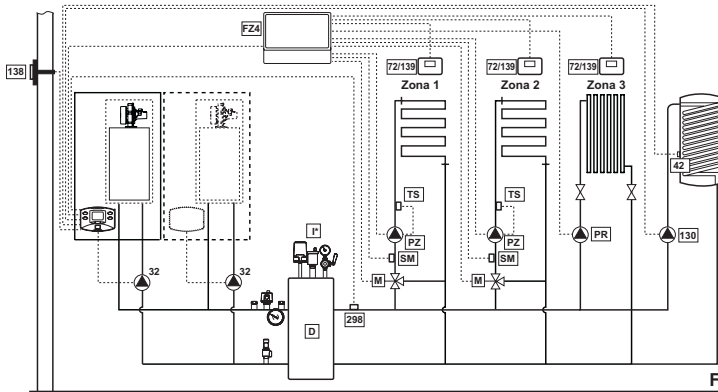 FZ4
138
72/139
72/139
72/139
Zona 1
Zona 2
Zona 3
42
TS
TS
I*
PZ
PZ
PR
130
SM
SM
32
32
M
M
298
D
F